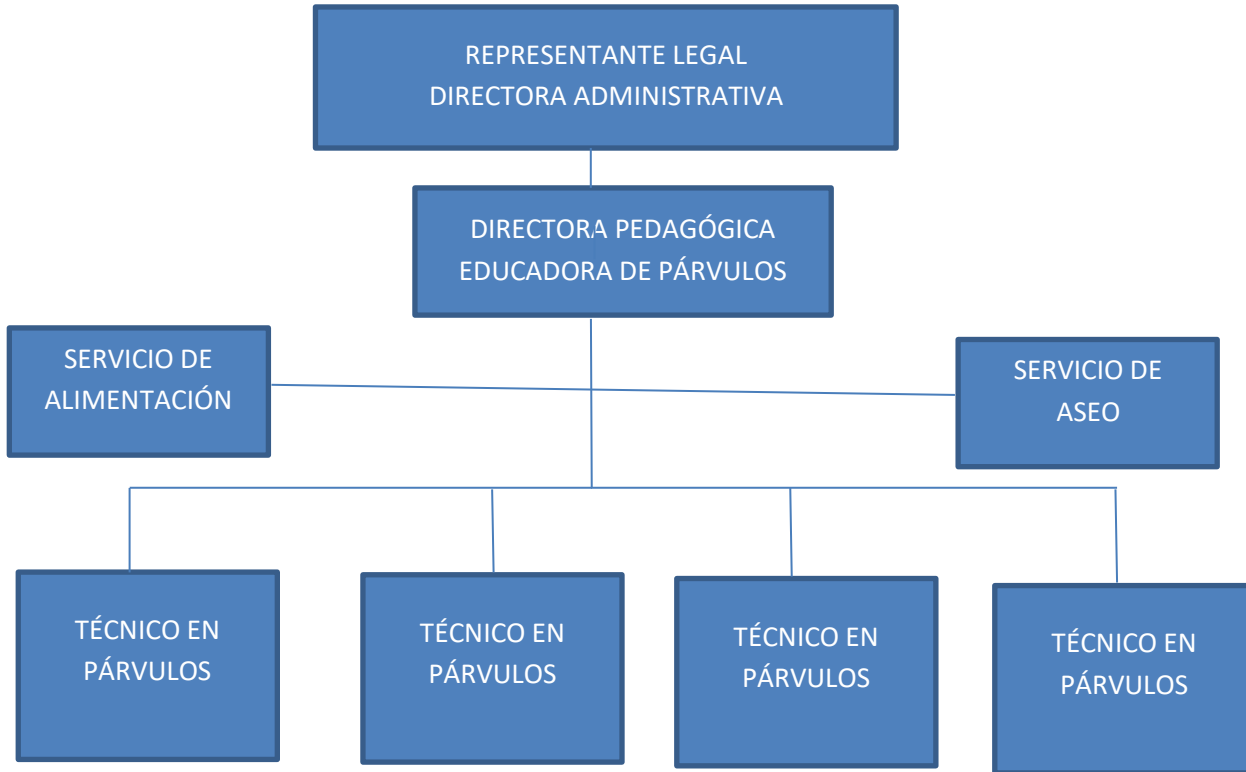 REPRESENTANTE LEGAL
DIRECTORA ADMINISTRATIVA
DIRECTORA PEDAGÓGICA
EDUCADORA DE PÁRVULOS
SERVICIO DE
ALIMENTACIÓN
SERVICIO DE
ASEO
TÉCNICO EN
PÁRVULOS
TÉCNICO EN
PÁRVULOS
TÉCNICO EN
PÁRVULOS
TÉCNICO EN
PÁRVULOS